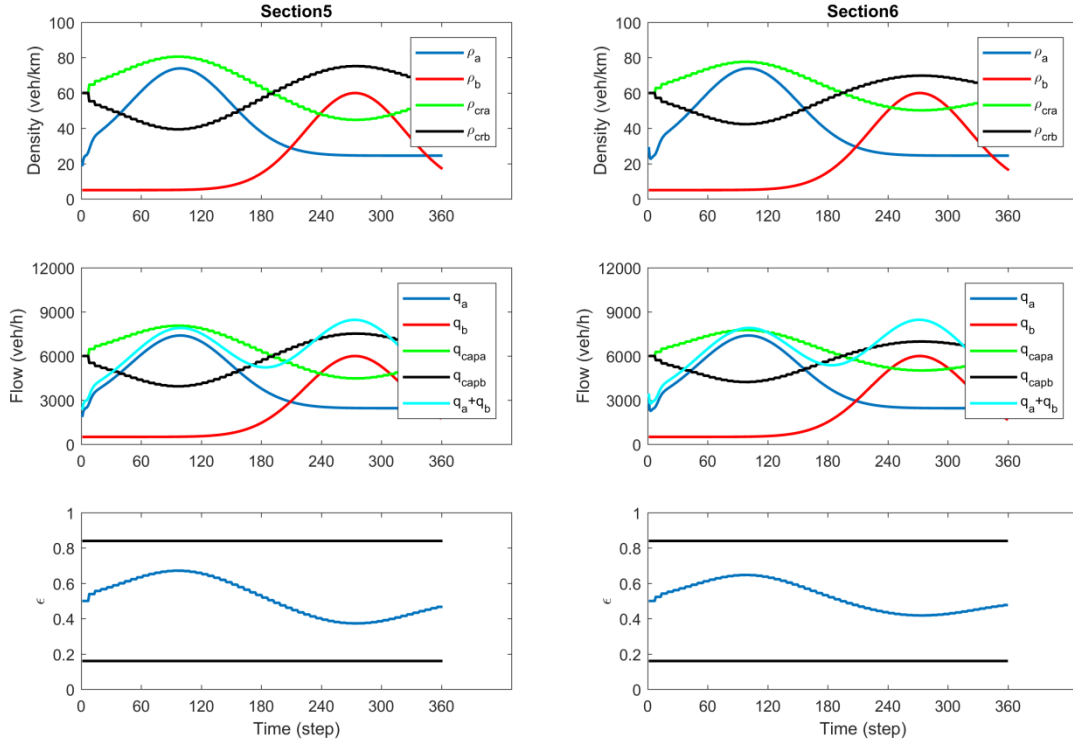 Section5
Density (veh/km)
100
80
60
40
20
0
0 60 120 180 240 300 360
ρa
ρb
ρcra
ρcrb
Section6
Density (veh/km)
100
80
60
40
20
0
0 60 120 180 240 300 360
ρa
ρb
ρcra
ρcrb
Flow (veh/h)
12000
9000
6000
3000
0
0 60 120 180 240 300 360
qa
qb
qcapa
qcapb
qa+qb
Flow (veh/h)
12000
9000
6000
3000
0
0 60 120 180 240 300 360
qa
qb
qcapa
qcapb
qa+qb
ϵ
1
0.8
0.6
0.4
0.2
0
0 60 120 180 240 300 360
Time (step)
ϵ
1
0.8
0.6
0.4
0.2
0
0 60 120 180 240 300 360
Time (step)